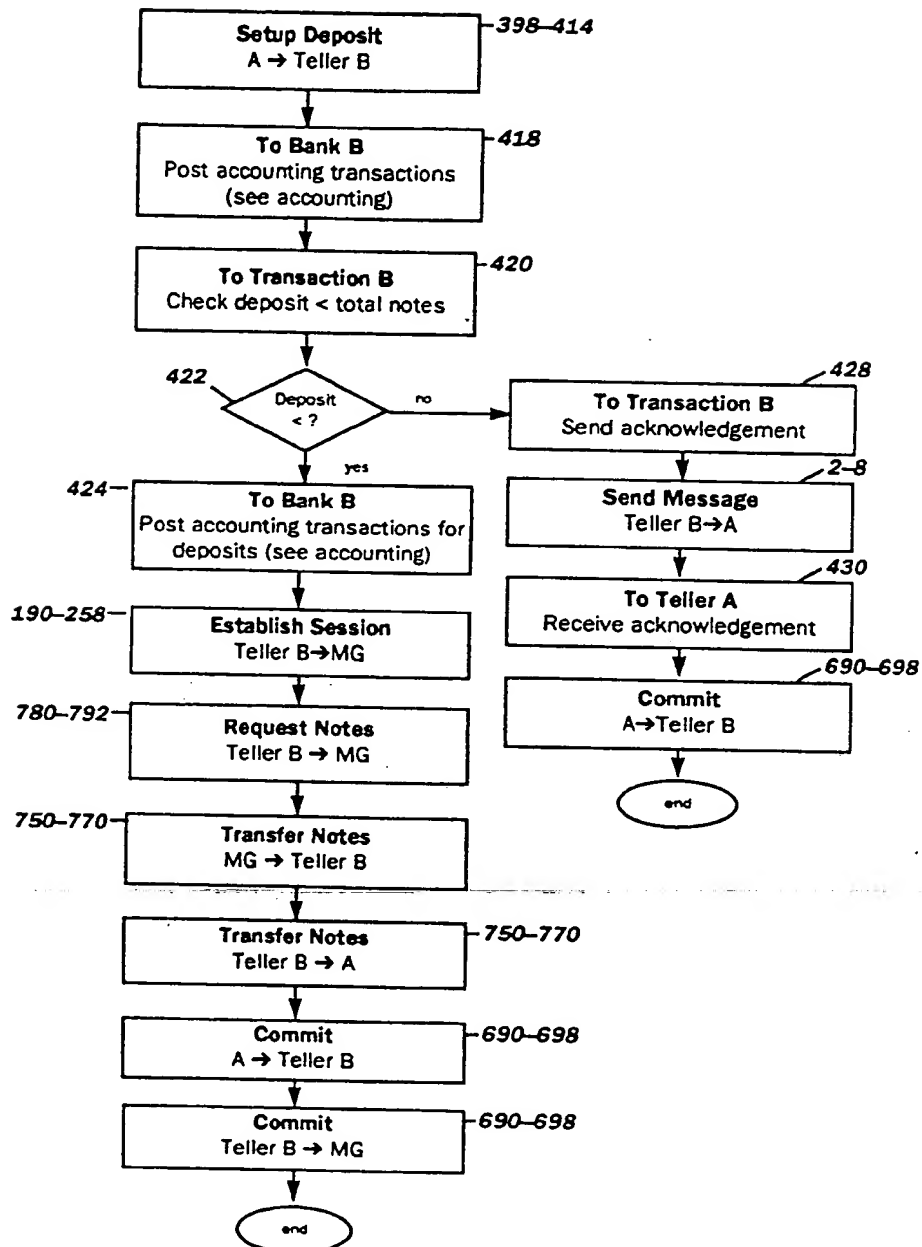 Setup Deposit
A → Teller B
398–414
To Bank B
Post accounting transactions
(see accounting)
418
To Transaction B
Check deposit < total notes
420
422
Deposit
< ?
no
yes
428
To Transaction B
Send acknowledgement
2–8
Send Message
Teller B→A
430
To Teller A
Receive acknowledgement
690–698
Commit
A→Teller B
end
424
To Bank B
Post accounting transactions for
deposits (see accounting)
190–258
Establish Session
Teller B→MG
780–792
Request Notes
Teller B → MG
750–770
Transfer Notes
MG → Teller B
Transfer Notes
Teller B → A
750–770
Commit
A → Teller B
690–698
Commit
Teller B → MG
690–698
end